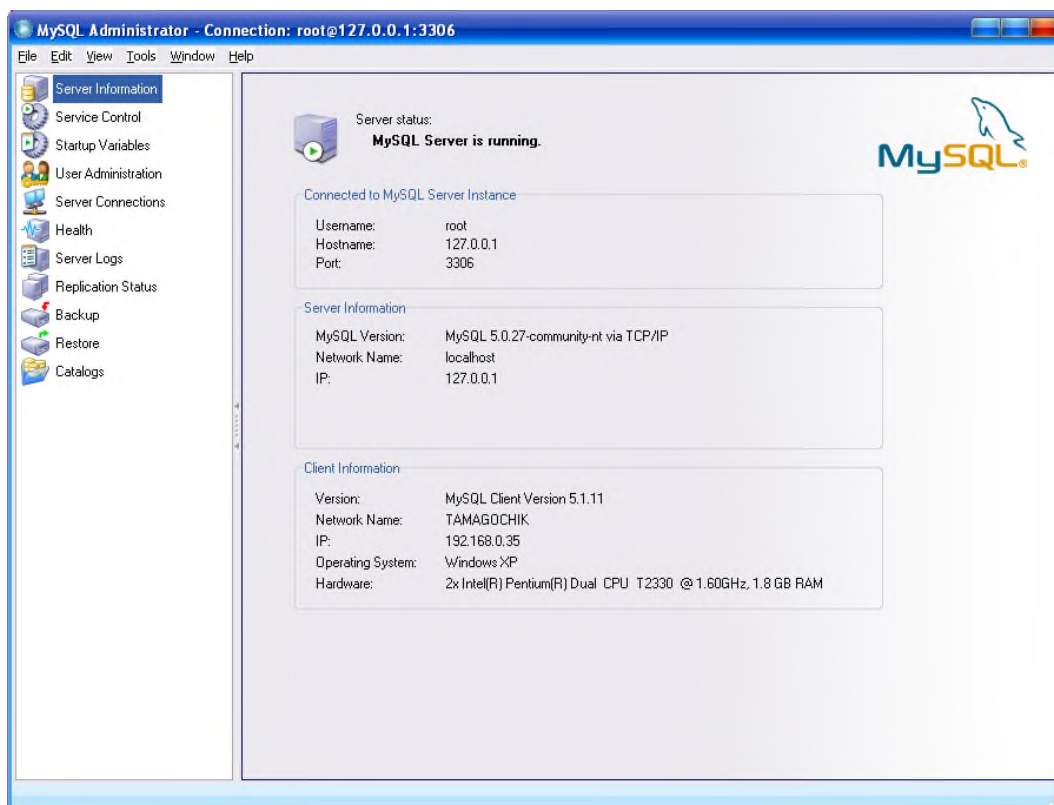 MySQL Administrator - Connection: root@127.0.0.1:3306
File Edit View Tools Window Help
Server Information
Service Control
Startup Variables
User Administration
Server Connections
Health
Server Logs
Replication Status
Backup
Restore
Catalogs
Server status:
MySQL Server is running.
MySQL®
Connected to MySQL Server Instance
Username: root
Hostname: 127.0.0.1
Port: 3306
Server Information
MySQL Version: MySQL 5.0.27-community-nt via TCP/IP
Network Name: localhost
IP: 127.0.0.1
Client Information
Version: MySQL Client Version 5.1.11
Network Name: TAMAGOCHIK
IP: 192.168.0.35
Operating System: Windows XP
Hardware: 2x Intel(R) Pentium(R) Dual CPU T2330 @ 1.60GHz, 1.8 GB RAM